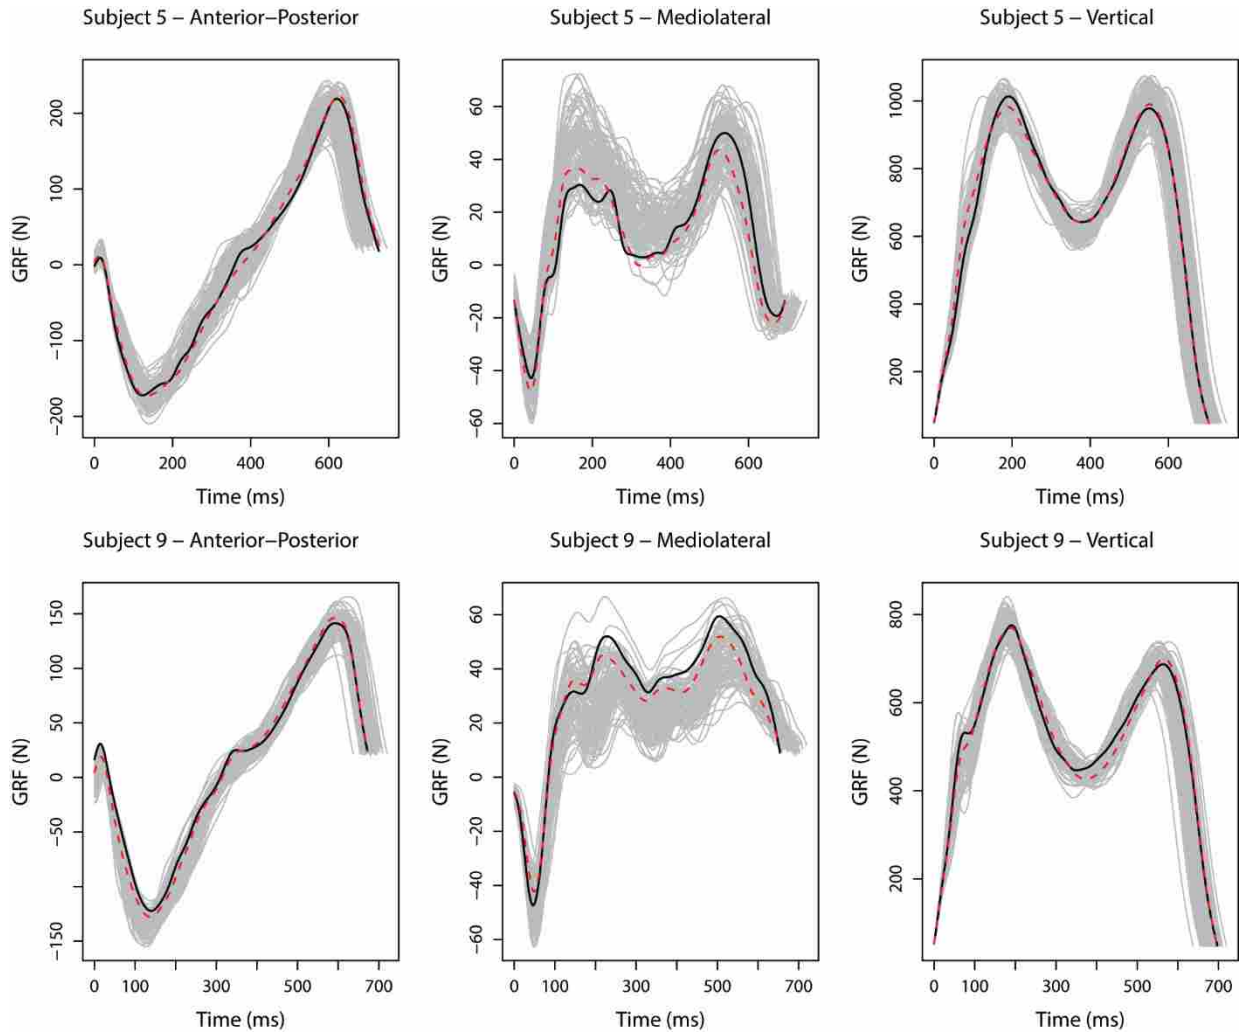 Subject 5 – Anterior–Posterior
GRF (N)
200
100
0
−100
−200
0 200 400 600
Time (ms)
Subject 5 – Mediolateral
GRF (N)
60
40
20
0
−20
−40
−60
0 200 400 600
Time (ms)
Subject 5 – Vertical
GRF (N)
1000
800
600
400
200
0 200 400 600
Time (ms)
Subject 9 – Anterior–Posterior
GRF (N)
150
100
50
0
−50
−150
0 100 300 500 700
Time (ms)
Subject 9 – Mediolateral
GRF (N)
60
40
20
0
−20
−40
−60
0 100 300 500 700
Time (ms)
Subject 9 – Vertical
GRF (N)
800
600
400
200
0 100 300 500 700
Time (ms)